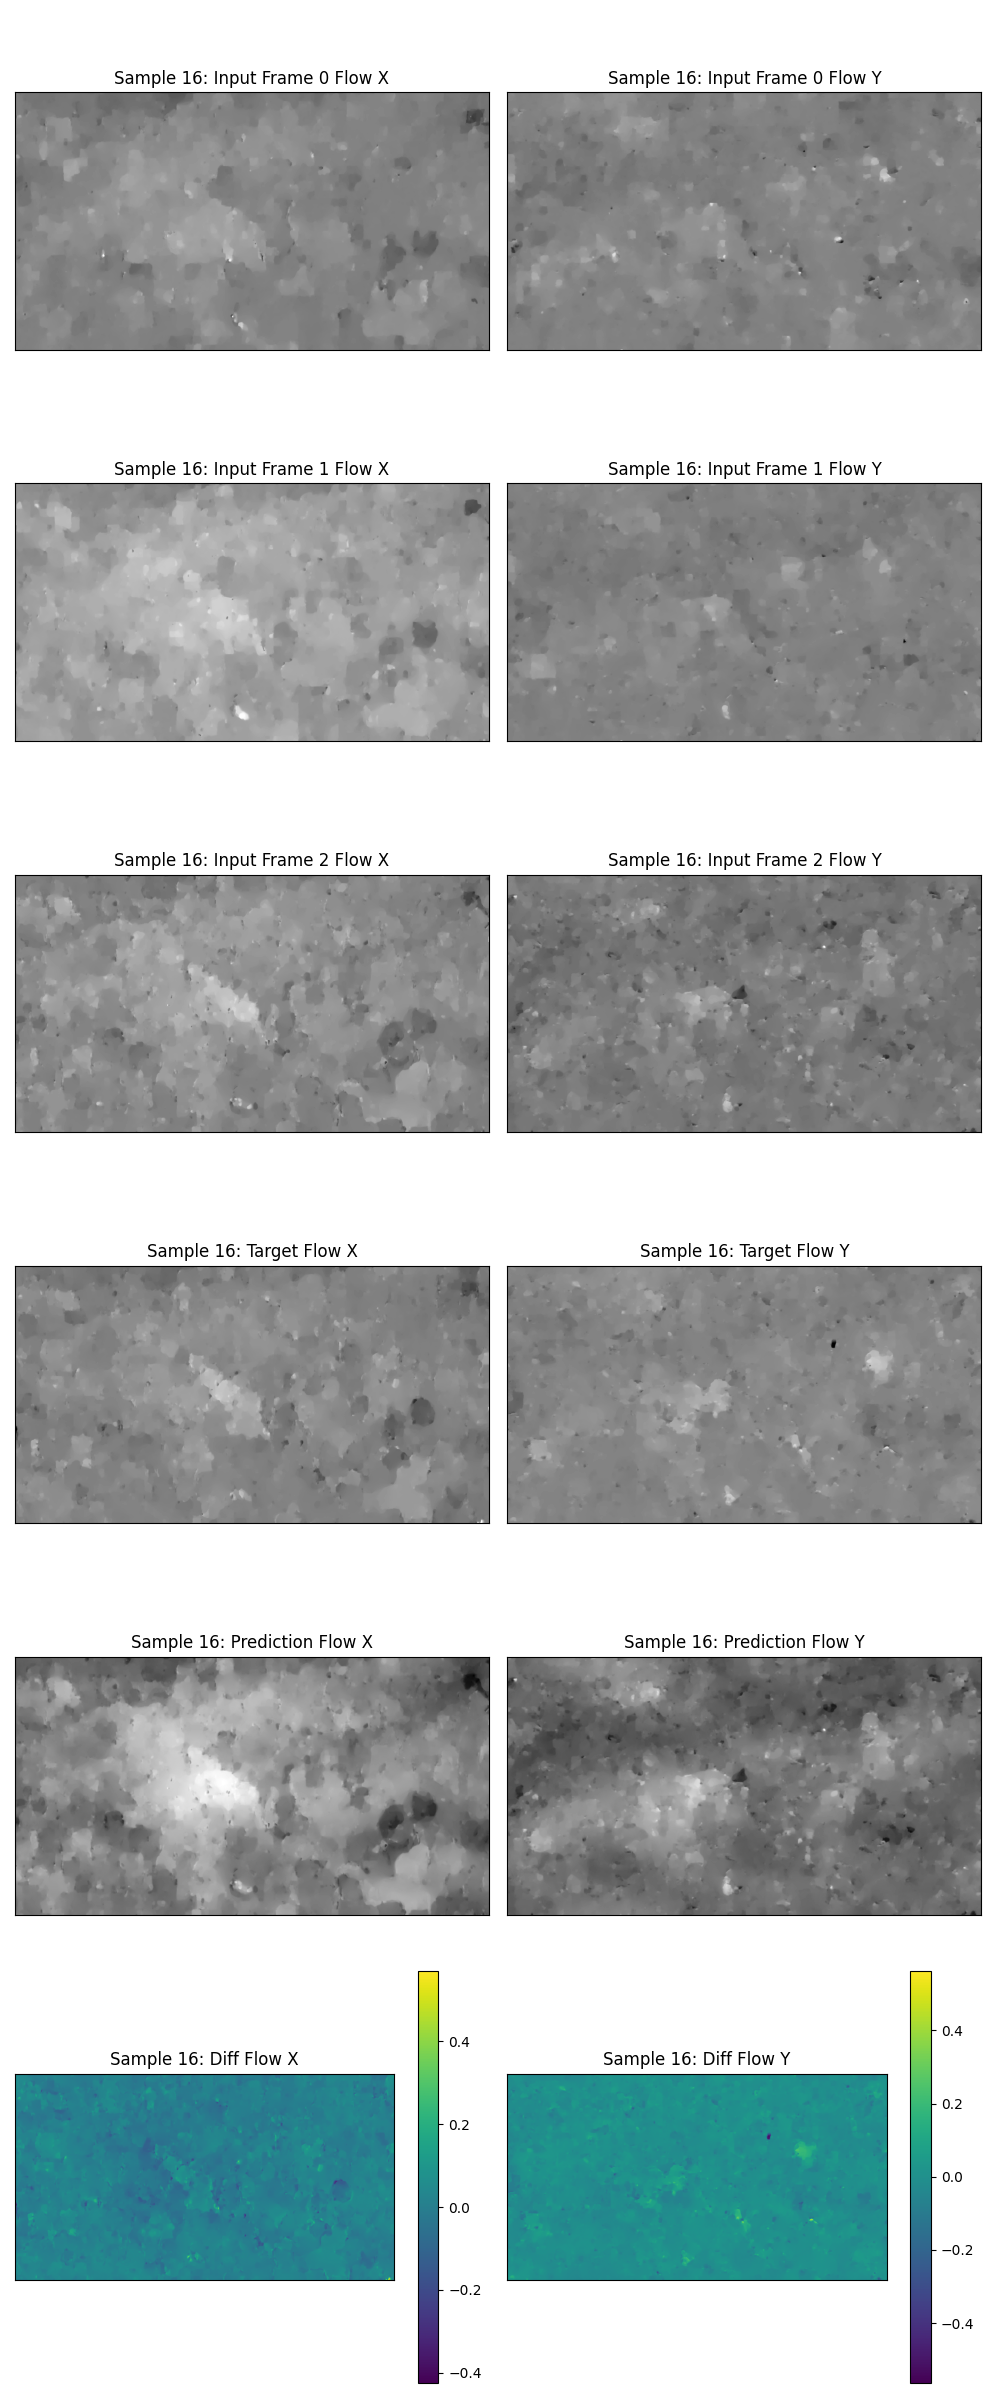 Sample 16: Input Frame 0 Flow X
Sample 16: Input Frame 0 Flow Y
Sample 16: Input Frame 1 Flow X
Sample 16: Input Frame 1 Flow Y
Sample 16: Input Frame 2 Flow X
Sample 16: Input Frame 2 Flow Y
Sample 16: Target Flow X
Sample 16: Target Flow Y
Sample 16: Prediction Flow X
Sample 16: Prediction Flow Y
Sample 16: Diff Flow X
0.4
0.2
0.0
−0.2
−0.4
Sample 16: Diff Flow Y
0.4
0.2
0.0
−0.2
−0.4